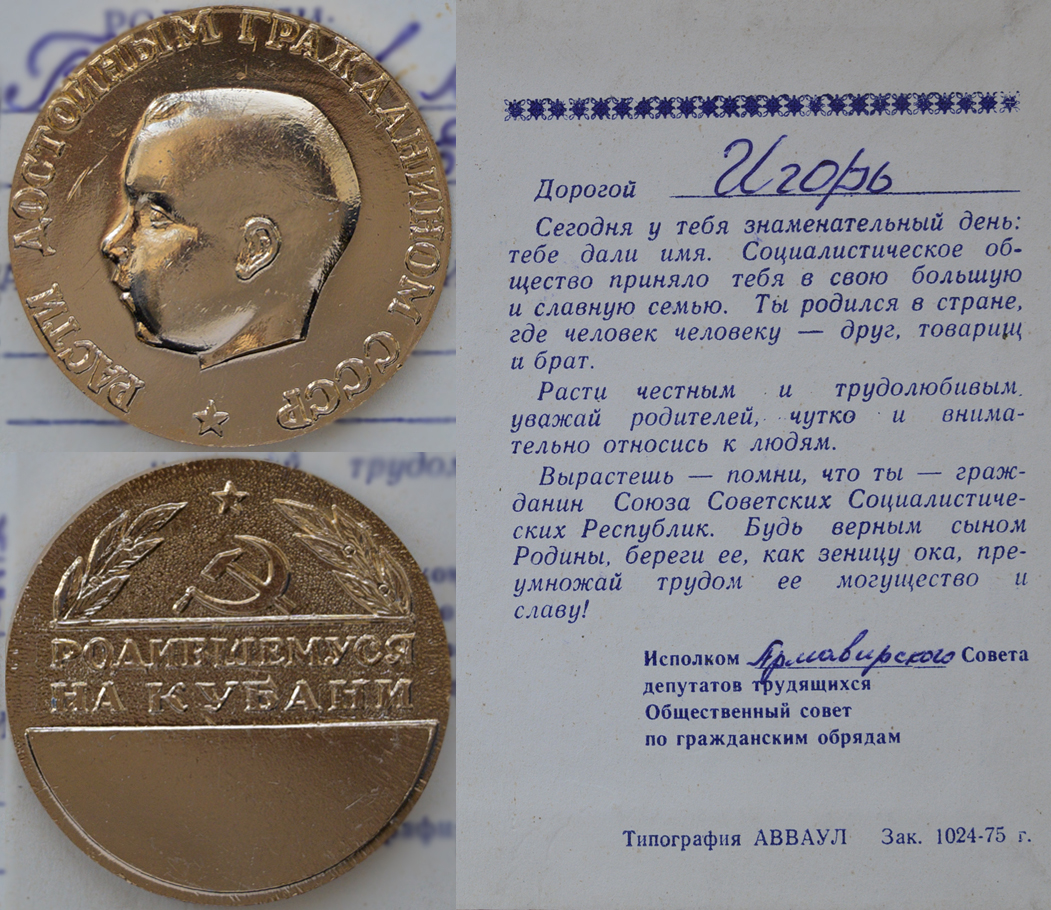 РАСТИ ДОСТОЙНЫМ ГРАЖДАНИНОМ СССР
РОДИВШЕМУСЯ
НА КУБАНИ
Дорогой Игорь
Сегодня у тебя знаменательный день:
тебе дали имя. Социалистическое об-
щество приняло тебя в свою большую
и славную семью. Ты родился в стране,
где человек человеку — друг, товарищ
и брат.
Расти честным и трудолюбивым
уважай родителей, чутко и внима-
тельно относись к людям.
Вырастешь — помни, что ты — граж-
данин Союза Советских Социалистиче-
ских Республик. Будь верным сыном
Родины, береги ее, как зеницу ока, пре-
умножай трудом ее могущество и
славу!
Исполком Армавирского Совета
депутатов трудящихся
Общественный совет
по гражданским обрядам
Типография АВВАУЛ Зак. 1024-75 г.